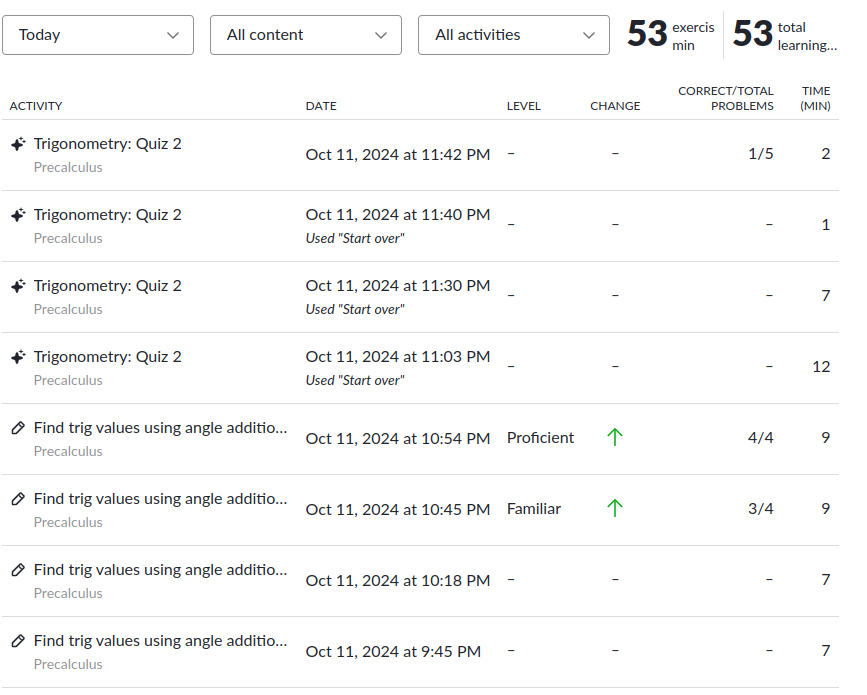 Today
All content
All activities
53 exercis
min
53 total
learning...
ACTIVITY DATE LEVEL CHANGE CORRECT/TOTAL PROBLEMS TIME (MIN)
Trigonometry: Quiz 2
Precalculus
Oct 11, 2024 at 11:42 PM – – 1/5 2
Trigonometry: Quiz 2
Precalculus
Oct 11, 2024 at 11:40 PM
Used "Start over"
– – – 1
Trigonometry: Quiz 2
Precalculus
Oct 11, 2024 at 11:30 PM
Used "Start over"
– – – 7
Trigonometry: Quiz 2
Precalculus
Oct 11, 2024 at 11:03 PM
Used "Start over"
– – – 12
Find trig values using angle additio...
Precalculus
Oct 11, 2024 at 10:54 PM Proficient ↑ 4/4 9
Find trig values using angle additio...
Precalculus
Oct 11, 2024 at 10:45 PM Familiar ↑ 3/4 9
Find trig values using angle additio...
Precalculus
Oct 11, 2024 at 10:18 PM – – – 7
Find trig values using angle additio...
Precalculus
Oct 11, 2024 at 9:45 PM – – – 7